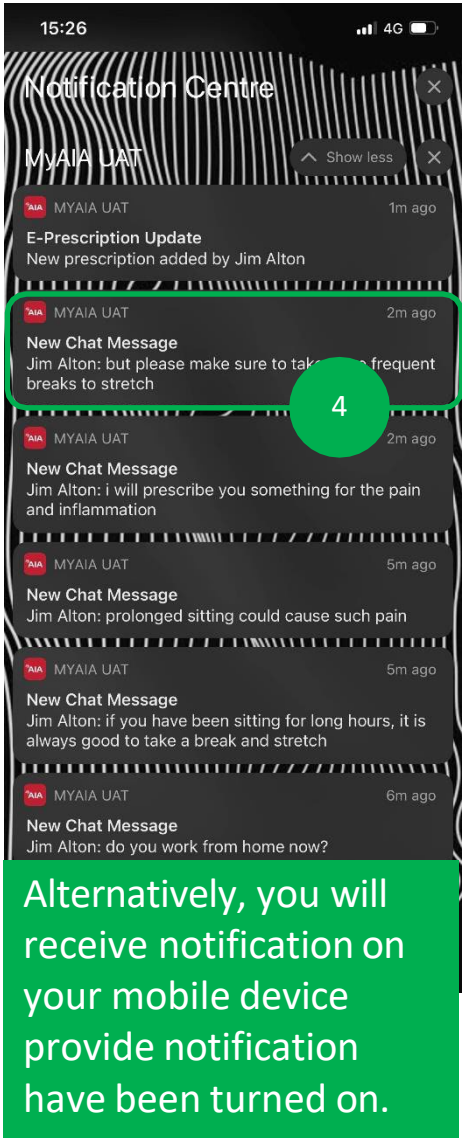 15:26
4G
Notification Centre
MyAIA UAT
Show less
AIA MYAIA UAT 1m ago
E-Prescription Update
New prescription added by Jim Alton
AIA MYAIA UAT 2m ago
New Chat Message
Jim Alton: but please make sure to take frequent
breaks to stretch
4
AIA MYAIA UAT 2m ago
New Chat Message
Jim Alton: i will prescribe you something for the pain
and inflammation
AIA MYAIA UAT 5m ago
New Chat Message
Jim Alton: prolonged sitting could cause such pain
AIA MYAIA UAT 5m ago
New Chat Message
Jim Alton: if you have been sitting for long hours, it is
always good to take a break and stretch
AIA MYAIA UAT 6m ago
New Chat Message
Jim Alton: do you work from home now?
Alternatively, you will
receive notification on
your mobile device
provide notification
have been turned on.